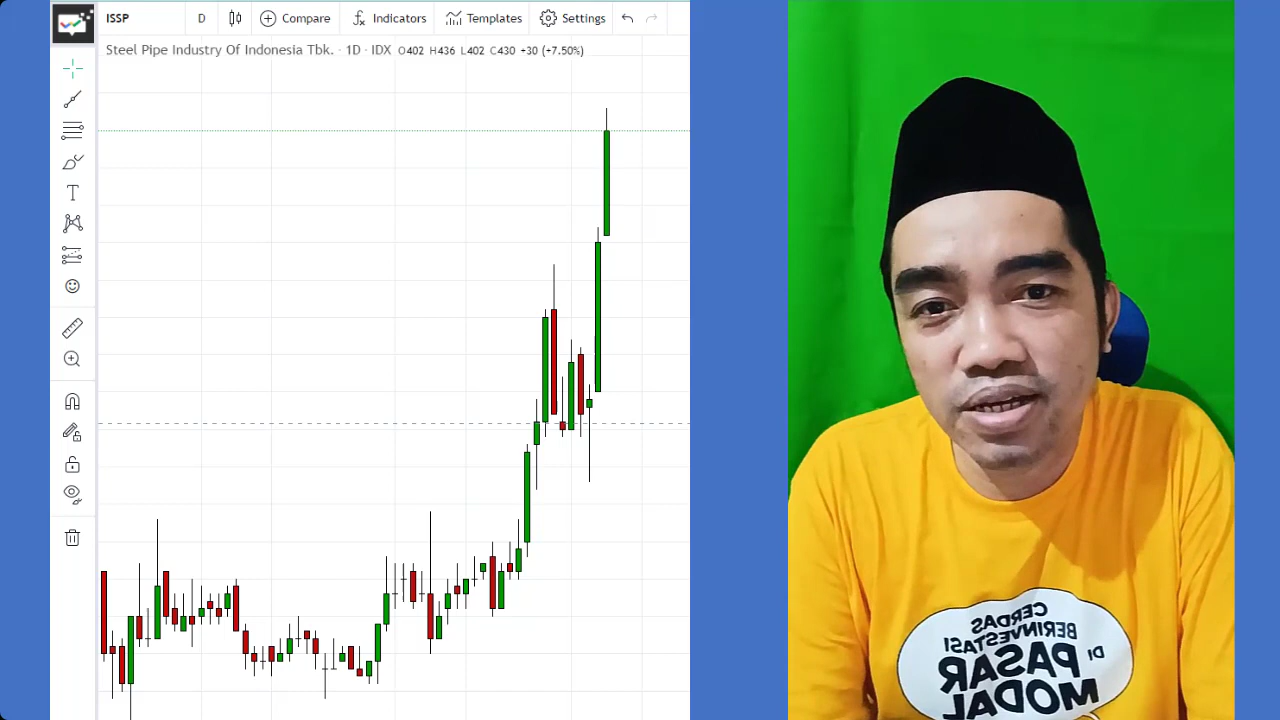 ISSP D Compare Indicators Templates Settings
Steel Pipe Industry Of Indonesia Tbk. · 1D · IDX O402 H436 L402 C430 +30 (+7.50%)
T
CERDAS
BERINVESTASI
DI PASAR
MODAL